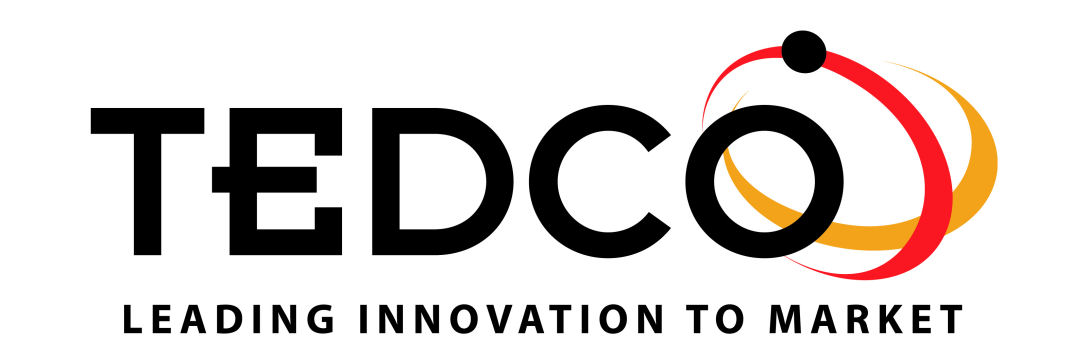 TEDCO
LEADING INNOVATION TO MARKET